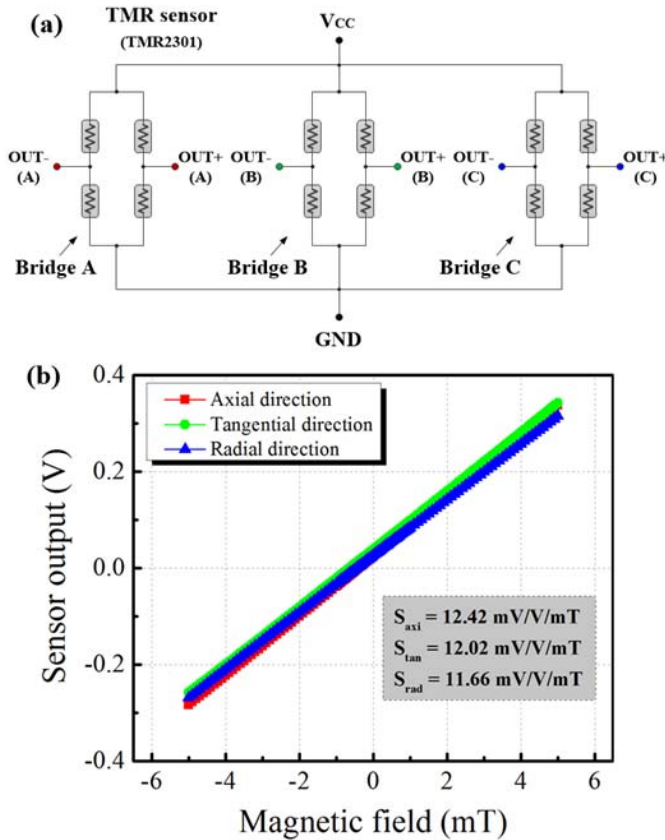 (a)
TMR sensor
(TMR2301)
VCC
OUT- (A)
OUT+ (A)
OUT- (B)
OUT+ (B)
OUT- (C)
OUT+ (C)
Bridge A
Bridge B
Bridge C
GND
(b)
Axial direction
Tangential direction
Radial direction
Saxi = 12.42 mV/V/mT
Stan = 12.02 mV/V/mT
Srad = 11.66 mV/V/mT
0.4
0.2
0.0
-0.2
-0.4
Sensor output (V)
-6 -4 -2 0 2 4 6
Magnetic field (mT)